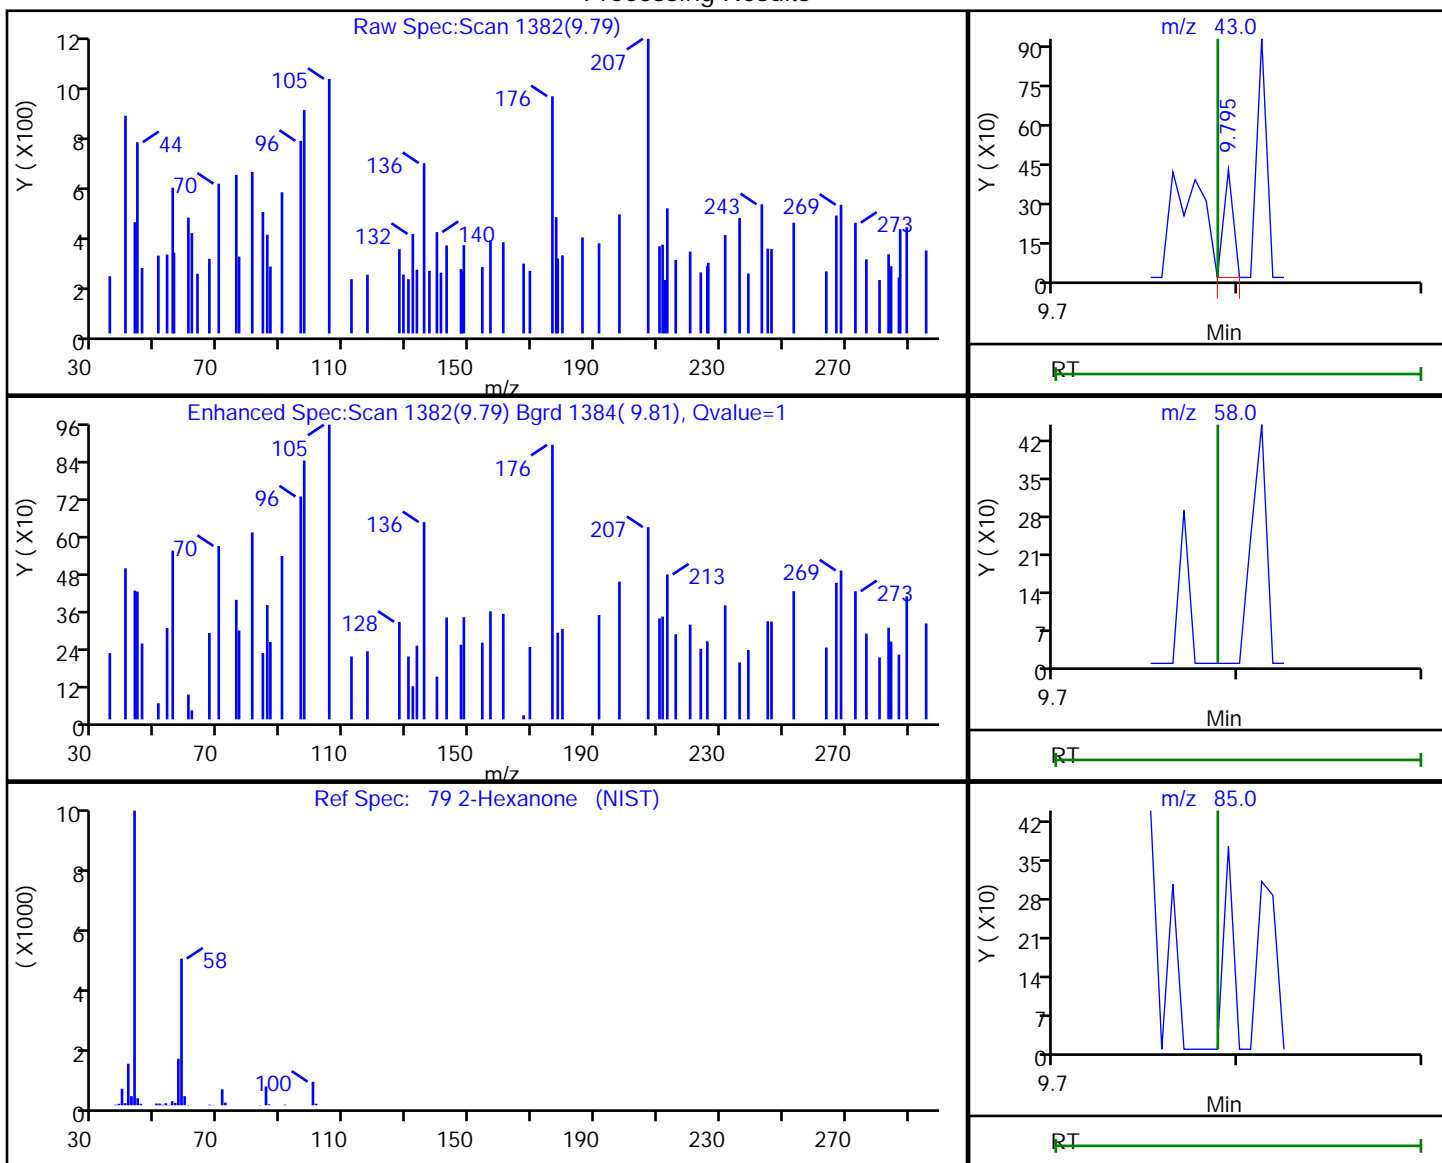 Processing Results
Raw Spec:Scan 1382(9.79)
Y ( X100)
12
10
8
6
4
2
0
44
70
96
105
132
136
140
176
207
243
269
273
30 70 110 150 190 230 270
m/z
m/z 43.0
Y ( X10)
90
75
60
45
30
15
0
9.795
9.7
Min
RT
Enhanced Spec:Scan 1382(9.79) Bgrd 1384( 9.81), Qvalue=1
Y ( X10)
96
84
72
60
48
36
24
12
0
70
96
105
128
136
176
207
213
269
273
30 70 110 150 190 230 270
m/z
m/z 58.0
Y ( X10)
42
35
28
21
14
7
0
9.7
Min
RT
Ref Spec: 79 2-Hexanone (NIST)
( X1000)
10
8
6
4
2
0
58
100
30 70 110 150 190 230 270
m/z 85.0
Y ( X10)
42
35
28
21
14
7
0
9.7
Min
RT